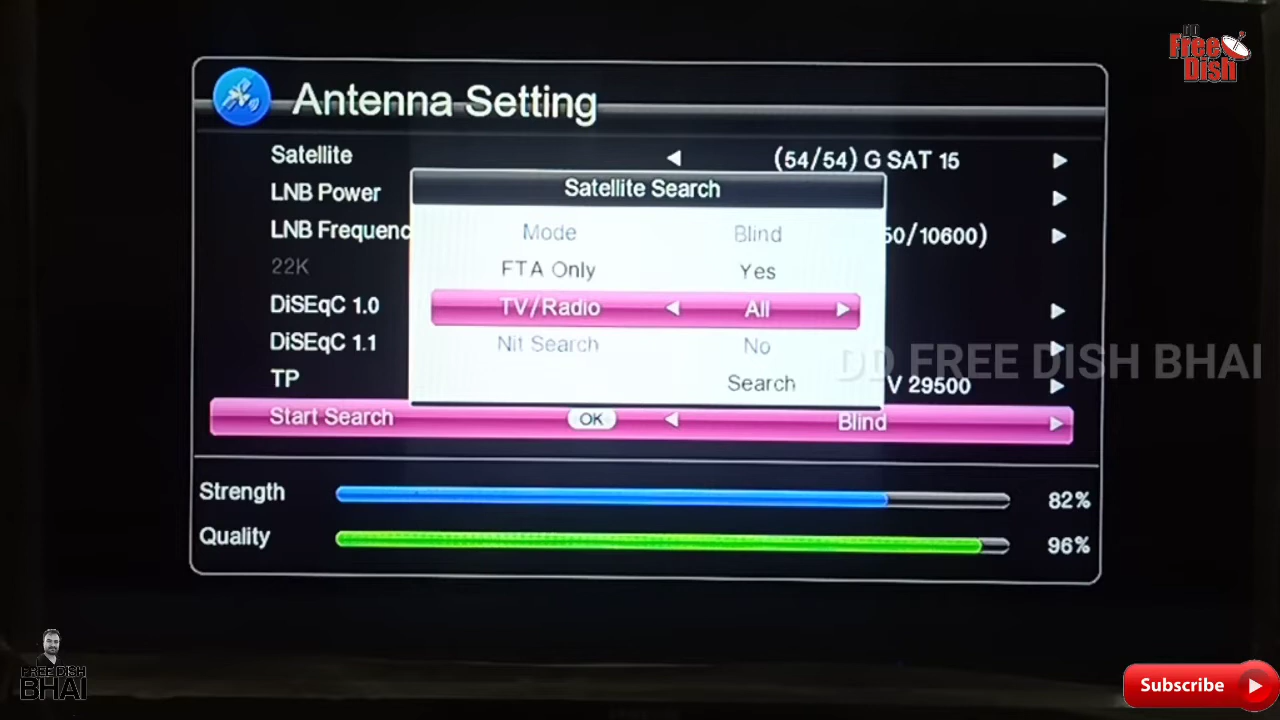 DD
Free
Dish
Antenna Setting
Satellite (54/54) G SAT 15
LNB Power
LNB Frequenc 50/10600)
22K
DiSEqC 1.0
DiSEqC 1.1
TP V 29500
Start Search OK Blind
Satellite Search
Mode Blind
FTA Only Yes
TV/Radio All
Nit Search No
Search
DD FREE DISH BHAI
Strength 82%
Quality 96%
FREE DISH
BHAI
Subscribe